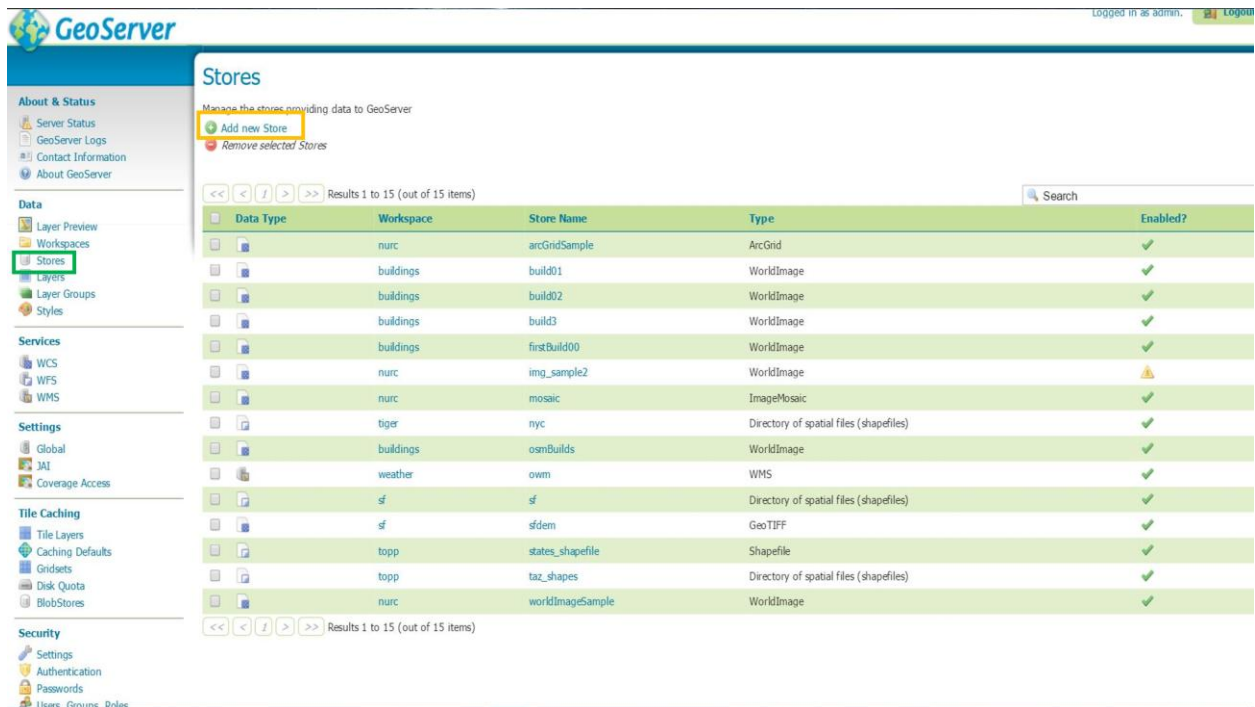 GeoServer
Logged in as admin.
Logout
About & Status
Server Status
GeoServer Logs
Contact Information
About GeoServer
Data
Layer Preview
Workspaces
Stores
Layers
Layer Groups
Styles
Services
WCS
WFS
WMS
Settings
Global
JAI
Coverage Access
Tile Caching
Tile Layers
Caching Defaults
Gridsets
Disk Quota
BlobStores
Security
Settings
Authentication
Passwords
Users, Groups, Roles
Stores
Manage the stores providing data to GeoServer
Add new Store
Remove selected Stores
<< < 1 > >> Results 1 to 15 (out of 15 items)
Search
Data Type Workspace Store Name Type Enabled?
nurc arcGridSample ArcGrid
buildings build01 WorldImage
buildings build02 WorldImage
buildings build3 WorldImage
buildings firstBuild00 WorldImage
nurc img_sample2 WorldImage
nurc mosaic ImageMosaic
tiger nyc Directory of spatial files (shapefiles)
buildings osmBuilds WorldImage
weather owm WMS
sf sf Directory of spatial files (shapefiles)
sf sfdem GeoTIFF
topp states_shapefile Shapefile
topp taz_shapes Directory of spatial files (shapefiles)
nurc worldImageSample WorldImage
<< < 1 > >> Results 1 to 15 (out of 15 items)